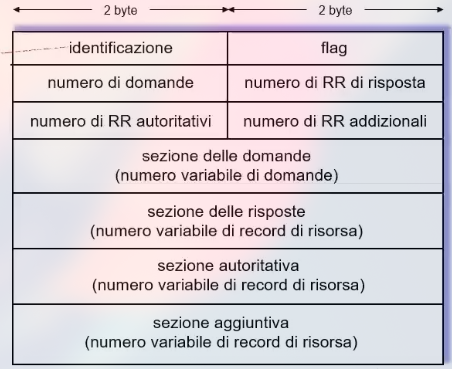 2 byte 2 byte
identificazione flag
numero di domande numero di RR di risposta
numero di RR autoritativi numero di RR addizionali
sezione delle domande
(numero variabile di domande)
sezione delle risposte
(numero variabile di record di risorsa)
sezione autoritativa
(numero variabile di record di risorsa)
sezione aggiuntiva
(numero variabile di record di risorsa)